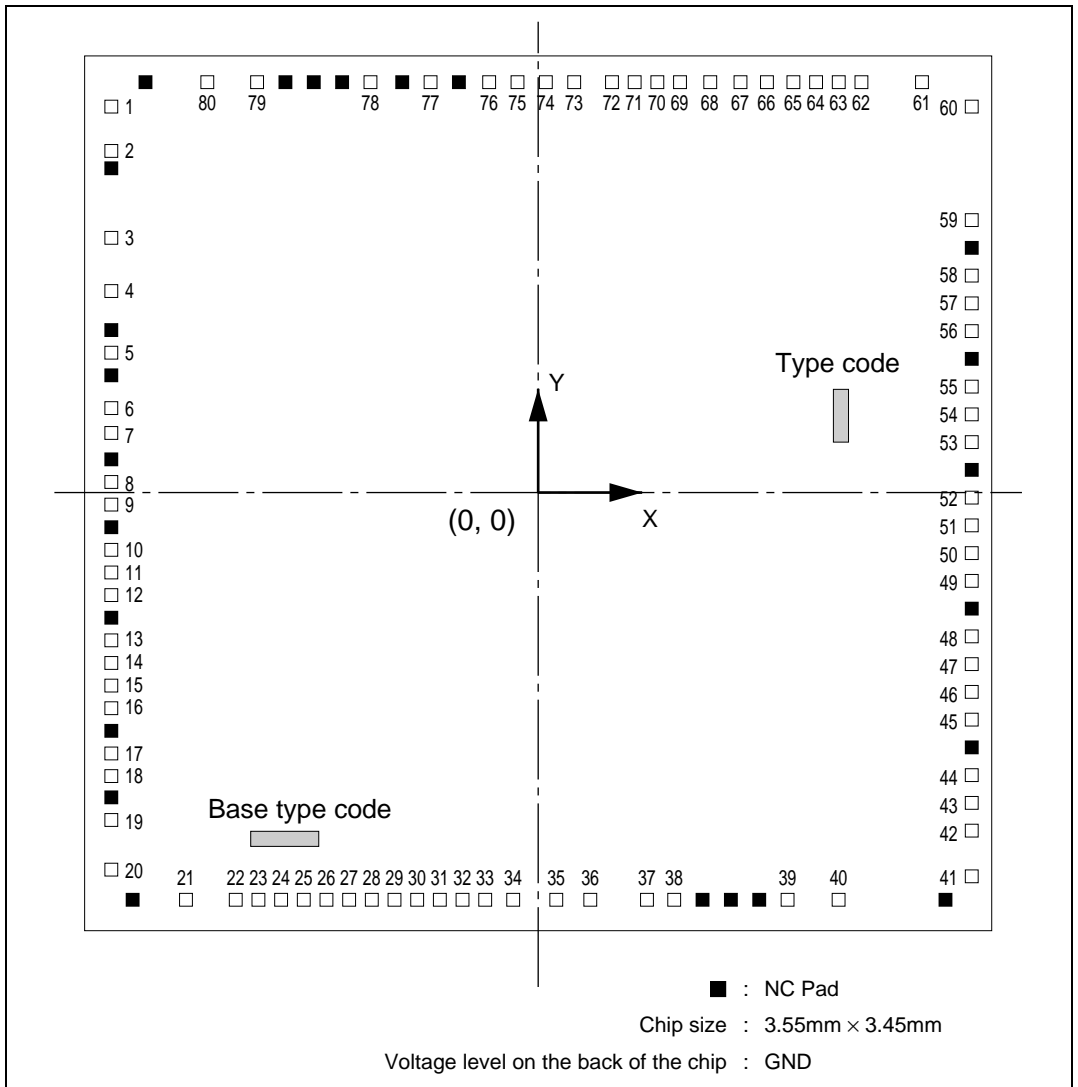 80 79 78 77 76 75 74 73 72 71 70 69 68 67 66 65 64 63 62 61
1 60
2
3
59
4
58
57
5 56
Type code
55
Y
6 54
7 53
8
9 52
(0, 0) X 51
10 50
11 49
12
13 48
14 47
15 46
16 45
17
18 44
Base type code 43
19 42
20 21 22 23 24 25 26 27 28 29 30 31 32 33 34 35 36 37 38 39 40 41
: NC Pad
Chip size : 3.55mm × 3.45mm
Voltage level on the back of the chip : GND